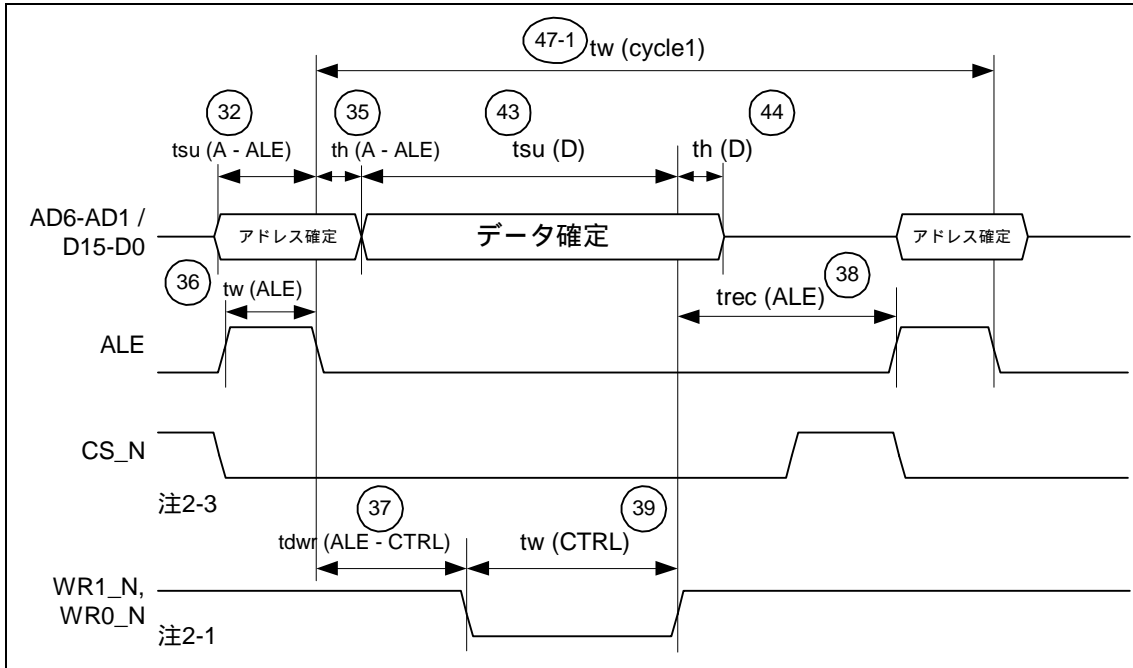 47-1 tw (cycle1)
32 35 43 44
tsu (A - ALE) th (A - ALE) tsu (D) th (D)
AD6-AD1 /
D15-D0
アドレス確定 データ確定 アドレス確定
36 tw (ALE) trec (ALE) 38
ALE
CS_N
注2-3
37 39
tdwr (ALE - CTRL) tw (CTRL)
WR1_N,
WR0_N
注2-1